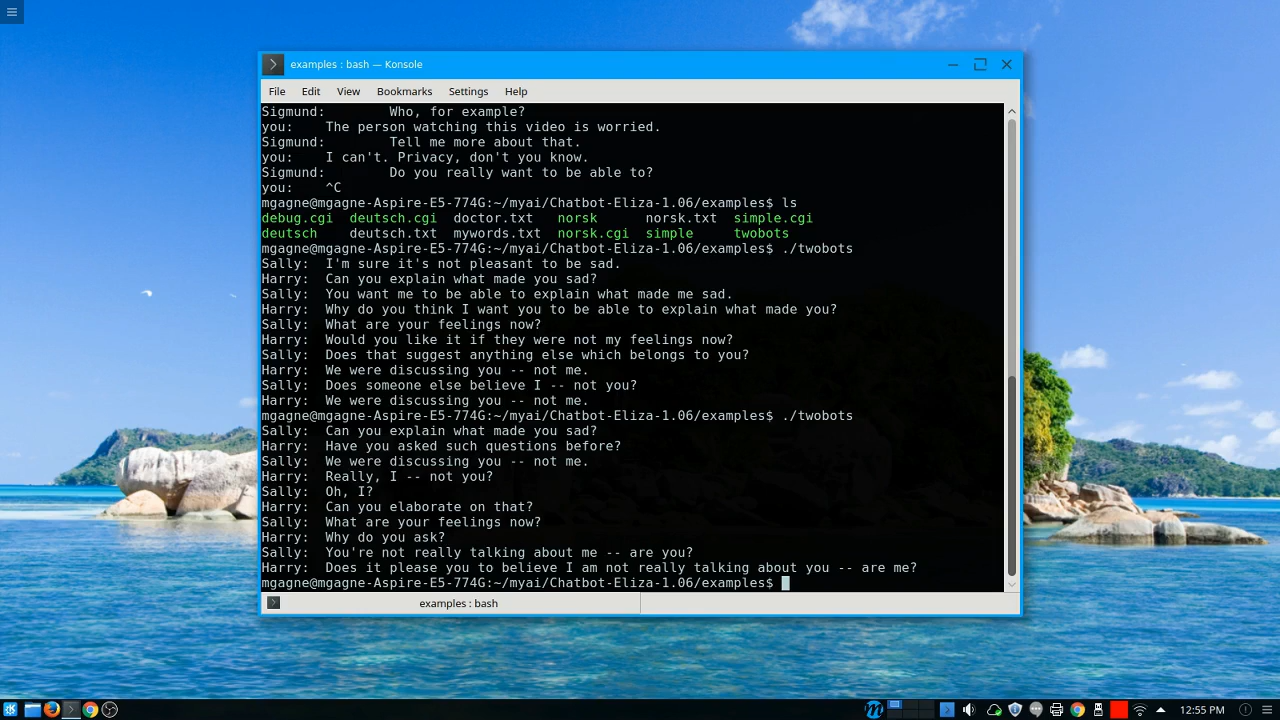 examples : bash — Konsole
File Edit View Bookmarks Settings Help
Sigmund: Who, for example?
you: The person watching this video is worried.
Sigmund: Tell me more about that.
you: I can't. Privacy, don't you know.
Sigmund: Do you really want to be able to?
you: ^C
mgagne@mgagne-Aspire-E5-774G:~/myai/Chatbot-Eliza-1.06/examples$ ls
debug.cgi deutsch.cgi doctor.txt norsk norsk.txt simple.cgi
deutsch deutsch.txt mywords.txt norsk.cgi simple twobots
mgagne@mgagne-Aspire-E5-774G:~/myai/Chatbot-Eliza-1.06/examples$ ./twobots
Sally: I'm sure it's not pleasant to be sad.
Harry: Can you explain what made you sad?
Sally: You want me to be able to explain what made me sad.
Harry: Why do you think I want you to be able to explain what made you?
Sally: What are your feelings now?
Harry: Would you like it if they were not my feelings now?
Sally: Does that suggest anything else which belongs to you?
Harry: We were discussing you -- not me.
Sally: Does someone else believe I -- not you?
Harry: We were discussing you -- not me.
mgagne@mgagne-Aspire-E5-774G:~/myai/Chatbot-Eliza-1.06/examples$ ./twobots
Sally: Can you explain what made you sad?
Harry: Have you asked such questions before?
Sally: We were discussing you -- not me.
Harry: Really, I -- not you?
Sally: Oh, I?
Harry: Can you elaborate on that?
Sally: What are your feelings now?
Harry: Why do you ask?
Sally: You're not really talking about me -- are you?
Harry: Does it please you to believe I am not really talking about you -- are me?
mgagne@mgagne-Aspire-E5-774G:~/myai/Chatbot-Eliza-1.06/examples$
examples : bash
12:55 PM